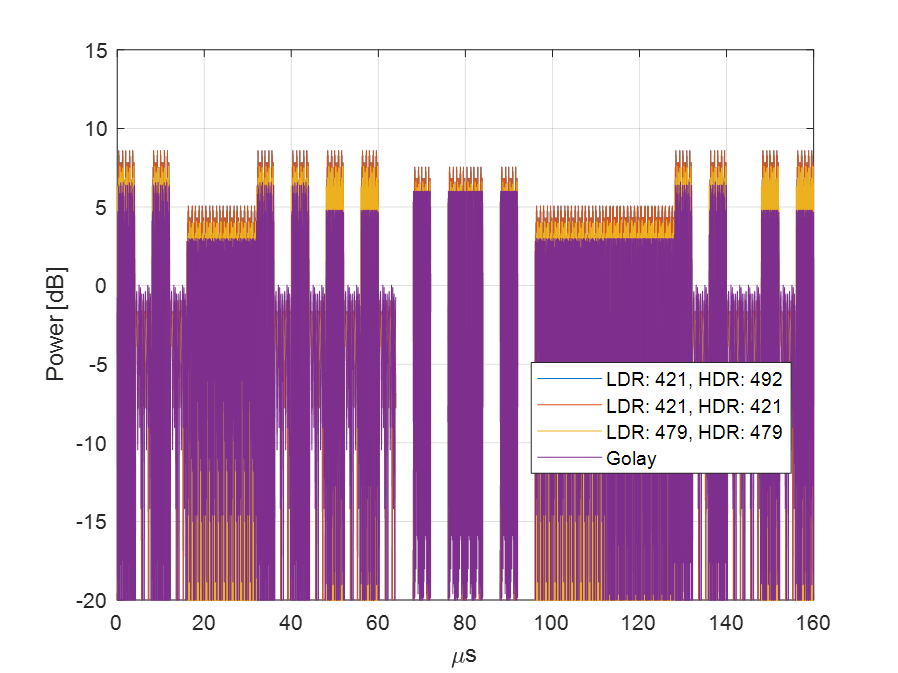 15
10
5
0
-5
-10
-15
-20
Power [dB]
0 20 40 60 80 100 120 140 160
μs
LDR: 421, HDR: 492
LDR: 421, HDR: 421
LDR: 479, HDR: 479
Golay